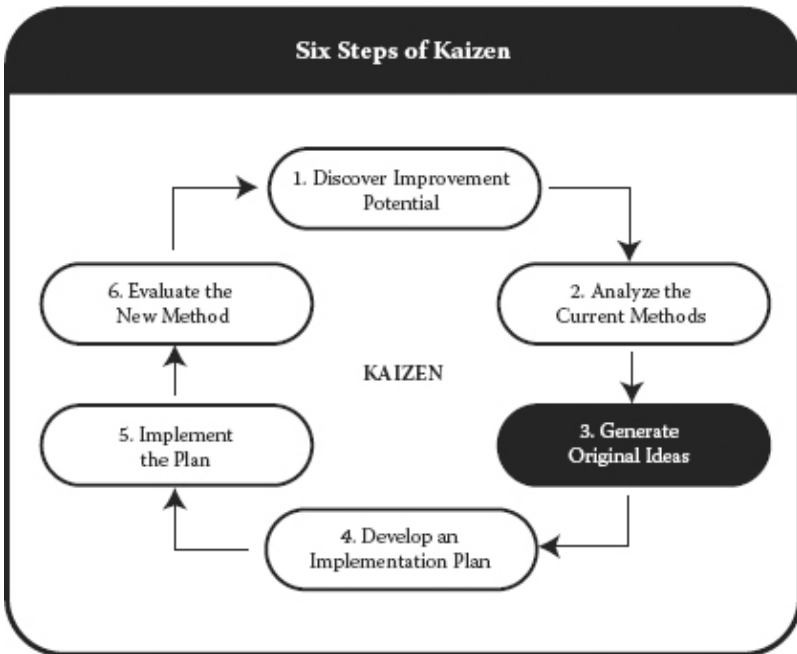 Six Steps of Kaizen
1. Discover Improvement
Potential
2. Analyze the
Current Methods
3. Generate
Original Ideas
4. Develop an
Implementation Plan
5. Implement
the Plan
6. Evaluate the
New Method
KAIZEN